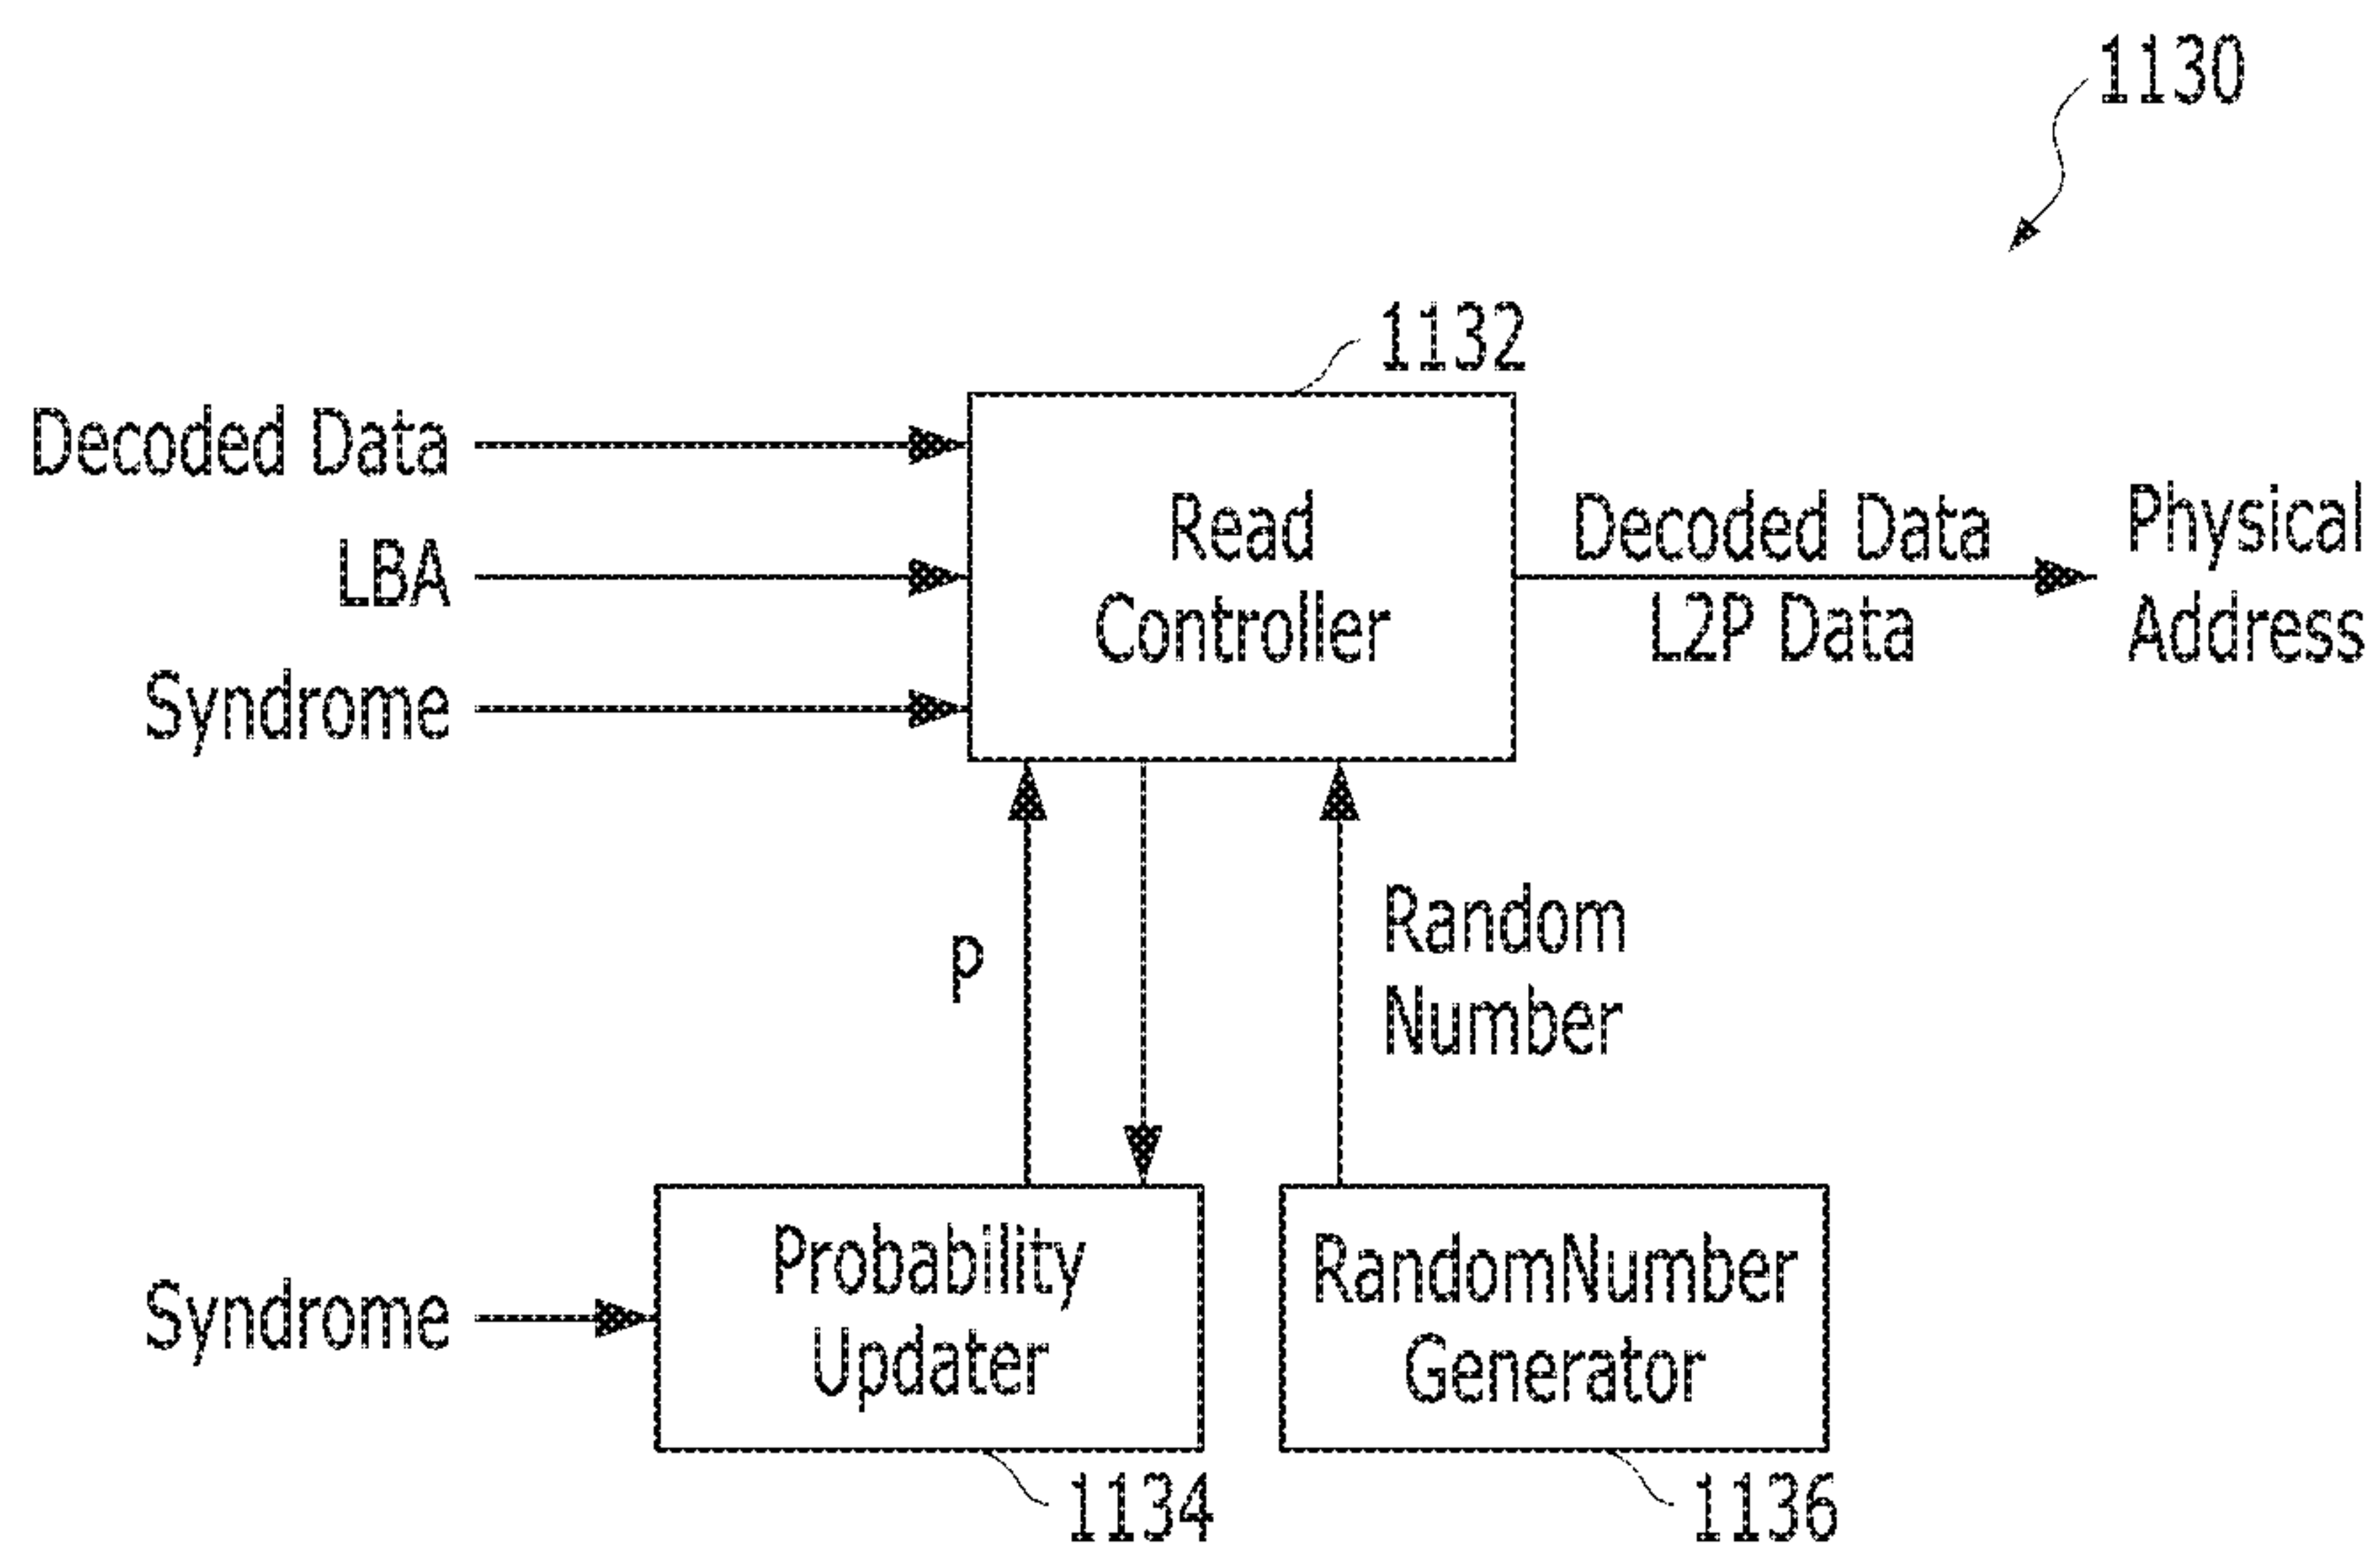 1130
1132
Decoded Data
LBA
Syndrome
Read
Controller
Decoded Data
L2P Data
Physical
Address
P
Random
Number
Syndrome
Probability
Updater
RandomNumber
Generator
1134
1136